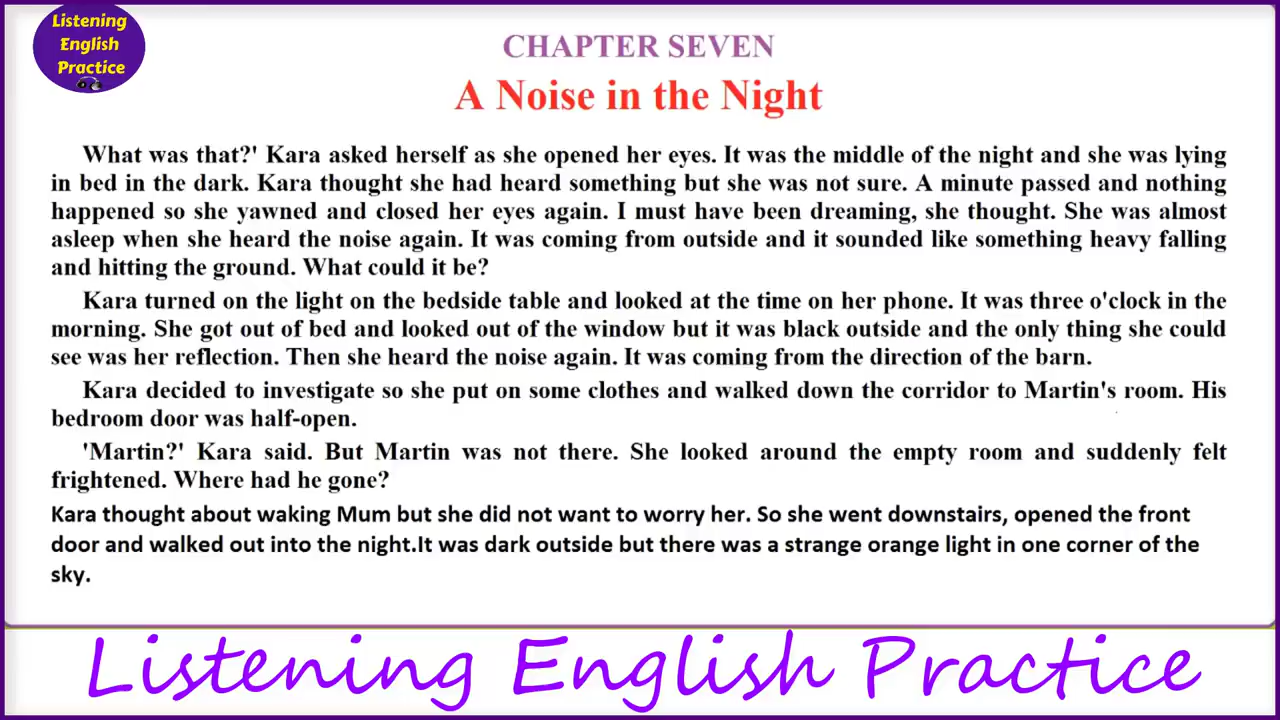 Listening
English
Practice
CHAPTER SEVEN
A Noise in the Night
What was that?' Kara asked herself as she opened her eyes. It was the middle of the night and she was lying
in bed in the dark. Kara thought she had heard something but she was not sure. A minute passed and nothing
happened so she yawned and closed her eyes again. I must have been dreaming, she thought. She was almost
asleep when she heard the noise again. It was coming from outside and it sounded like something heavy falling
and hitting the ground. What could it be?
Kara turned on the light on the bedside table and looked at the time on her phone. It was three o'clock in the
morning. She got out of bed and looked out of the window but it was black outside and the only thing she could
see was her reflection. Then she heard the noise again. It was coming from the direction of the barn.
Kara decided to investigate so she put on some clothes and walked down the corridor to Martin's room. His
bedroom door was half-open.
'Martin?' Kara said. But Martin was not there. She looked around the empty room and suddenly felt
frightened. Where had he gone?
Kara thought about waking Mum but she did not want to worry her. So she went downstairs, opened the front
door and walked out into the night.It was dark outside but there was a strange orange light in one corner of the
sky.
Listening English Practice